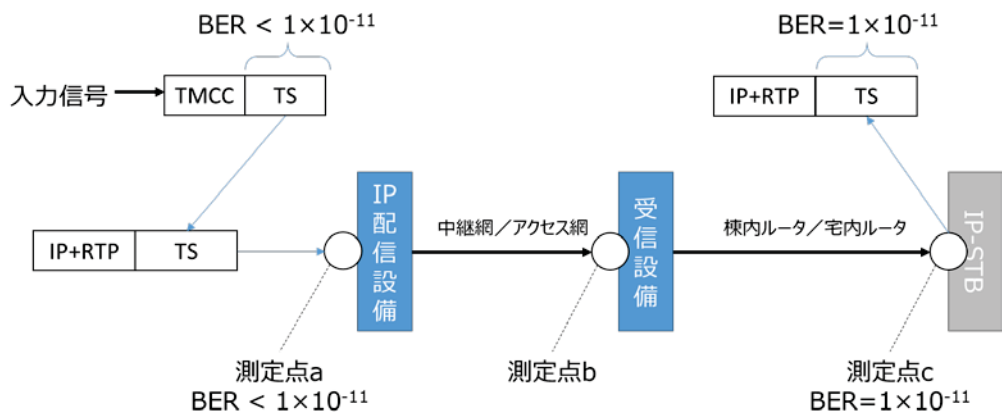 BER < 1×10⁻¹¹
BER=1×10⁻¹¹
入力信号
TMCC
TS
IP+RTP
TS
IP+RTP
TS
IP配信設備
中継網／アクセス網
受信設備
棟内ルータ／宅内ルータ
IP-STB
測定点a
BER < 1×10⁻¹¹
測定点b
測定点c
BER=1×10⁻¹¹